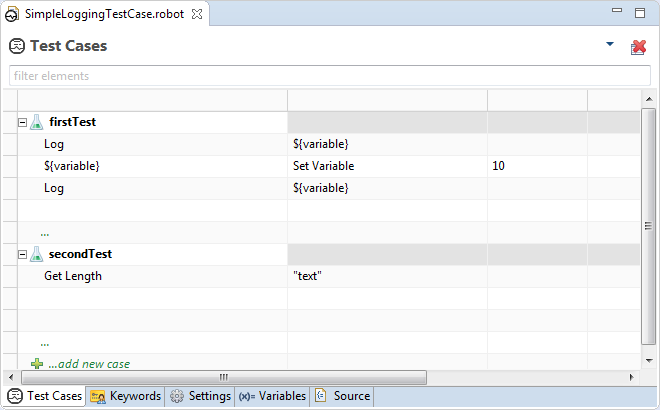 SimpleLoggingTestCase.robot
Test Cases
filter elements
firstTest
Log ${variable}
${variable} Set Variable 10
Log ${variable}
...
secondTest
Get Length "text"
...
...add new case
Test Cases Keywords Settings (x)= Variables Source